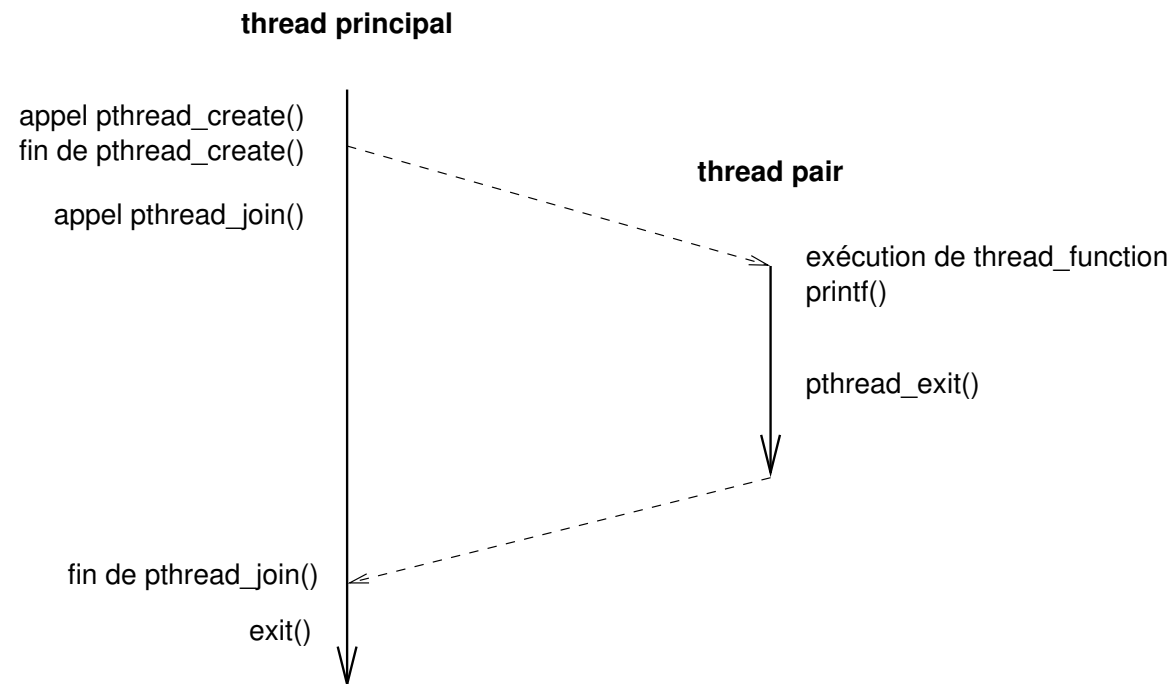 thread principal
appel pthread_create()
fin de pthread_create()
thread pair
appel pthread_join()
exécution de thread_function
printf()
pthread_exit()
fin de pthread_join()
exit()